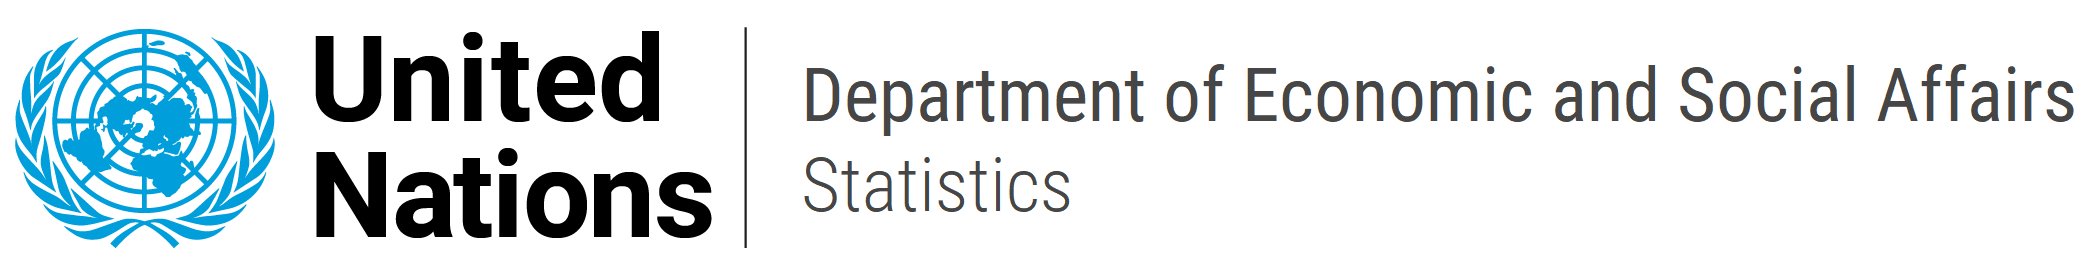 United
Nations
Department of Economic and Social Affairs
Statistics